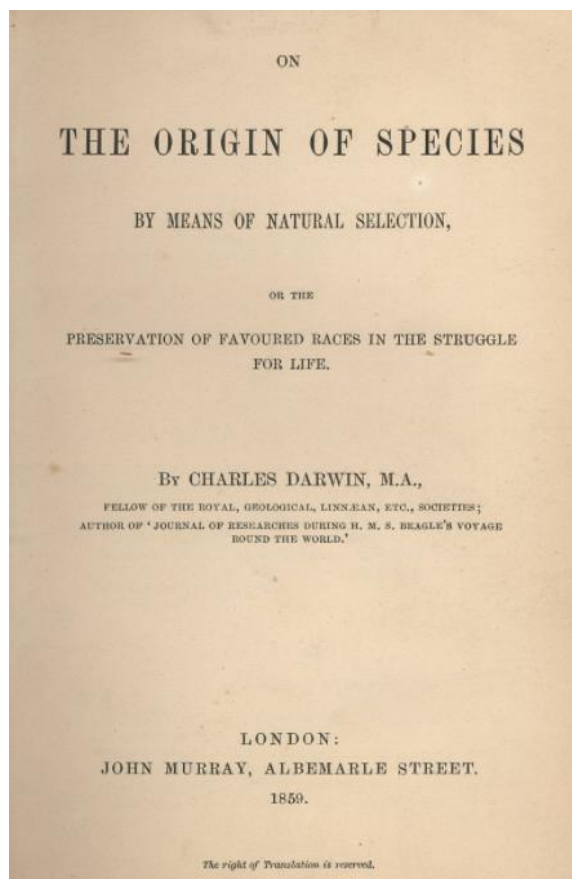 ON
THE ORIGIN OF SPECIES
BY MEANS OF NATURAL SELECTION,
OR THE
PRESERVATION OF FAVOURED RACES IN THE STRUGGLE
FOR LIFE.
BY CHARLES DARWIN, M.A.,
FELLOW OF THE ROYAL, GEOLOGICAL, LINNÆAN, ETC., SOCIETIES;
AUTHOR OF ‘JOURNAL OF RESEARCHES DURING H. M. S. BEAGLE’S VOYAGE
ROUND THE WORLD.’
LONDON:
JOHN MURRAY, ALBEMARLE STREET.
1859.
The right of Translation is reserved.